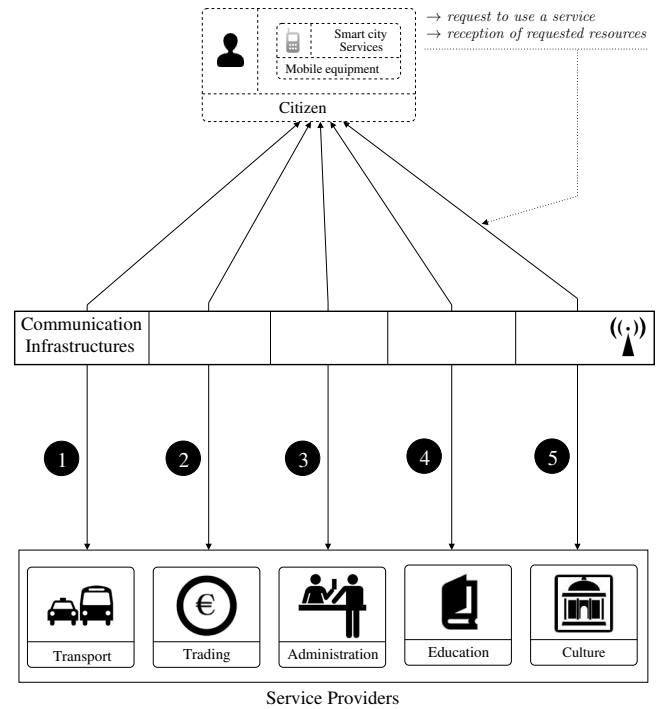 → request to use a service
→ reception of requested resources
Smart city
Services
Mobile equipment
Citizen
Communication
Infrastructures
1 2 3 4 5
€
Transport Trading Administration Education Culture
Service Providers